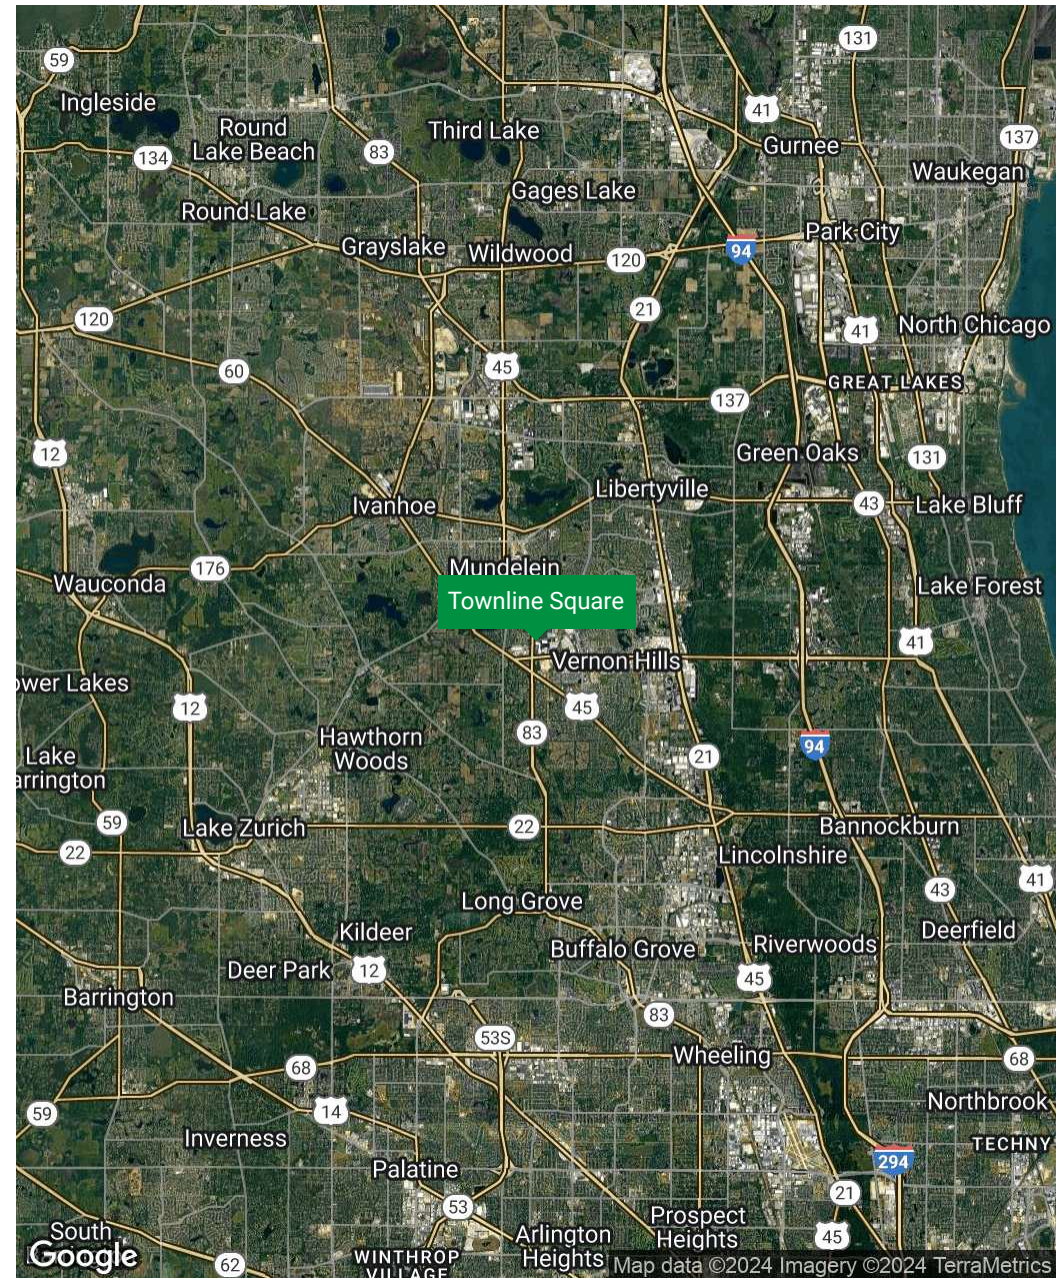 131
59
Ingleside
41
Round
Lake Beach
Third Lake
137
134
83
Gurnee
Waukegan
Gages Lake
Round Lake
Park City
Grayslake
Wildwood
120
94
21
120
41
North Chicago
60
45
GREAT LAKES
137
12
Green Oaks
131
Libertyville
Ivanhoe
43
Lake Bluff
176
Mundelein
Wauconda
Lake Forest
Townline Square
41
Vernon Hills
ower Lakes
12
45
83
Hawthorn
Woods
94
Lake
arrington
21
59
Lake Zurich
22
Bannockburn
22
Lincolnshire
41
43
Long Grove
Kildeer
Buffalo Grove
Riverwoods
Deerfield
Deer Park
12
45
Barrington
83
53S
Wheeling
68
68
59
14
Northbrook
Inverness
TECHNY
Palatine
294
21
53
Prospect
Heights
South
Arlington
Heights
45
Google
62
WINTHROP
VILLAGE
Map data ©2024 Imagery ©2024 TerraMetrics